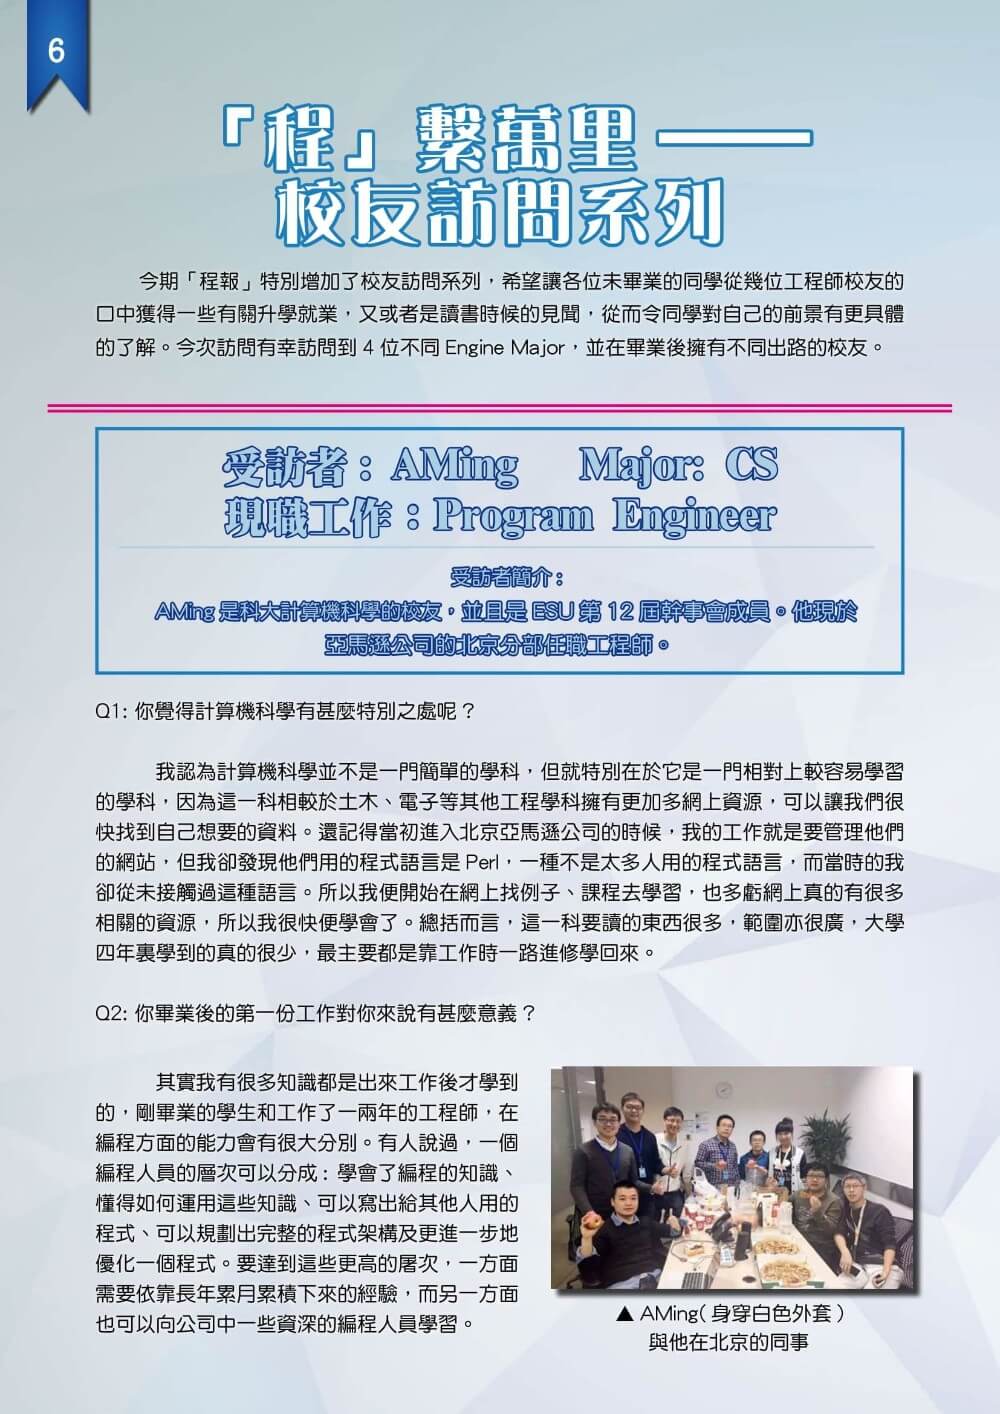 6
「程」繫萬里——
校友訪問系列
今期「程報」特別增加了校友訪問系列，希望讓各位未畢業的同學從幾位工程師校友的
口中獲得一些有關升學就業，又或者是讀書時候的見聞，從而令同學對自己的前景有更具體
的了解。今次訪問有幸訪問到 4 位不同 Engine Major，並在畢業後擁有不同出路的校友。
受訪者：AMing Major: CS
現職工作：Program Engineer
受訪者簡介：
AMing 是科大計算機科學的校友，並且是 ESU 第 12 屆幹事會成員。他現於
亞馬遜公司的北京分部任職工程師。
Q1: 你覺得計算機科學有甚麼特別之處呢？
我認為計算機科學並不是一門簡單的學科，但就特別在於它是一門相對上較容易學習
的學科，因為這一科相較於土木、電子等其他工程學科擁有更加多網上資源，可以讓我們很
快找到自己想要的資料。還記得當初進入北京亞馬遜公司的時候，我的工作就是要管理他們
的網站，但我卻發現他們用的程式語言是 Perl，一種不是太多人用的程式語言，而當時的我
卻從未接觸過這種語言。所以我便開始在網上找例子、課程去學習，也多虧網上真的有很多
相關的資源，所以我很快便學會了。總括而言，這一科要讀的東西很多，範圍亦很廣，大學
四年裏學到的真的很少，最主要都是靠工作時一路進修學回來。
Q2: 你畢業後的第一份工作對你來說有甚麼意義？
其實我有很多知識都是出來工作後才學到
的，剛畢業的學生和工作了一兩年的工程師，在
編程方面的能力會有很大分別。有人說過，一個
編程人員的層次可以分成：學會了編程的知識、
懂得如何運用這些知識、可以寫出給其他人用的
程式、可以規劃出完整的程式架構及更進一步地
優化一個程式。要達到這些更高的層次，一方面
需要依靠長年累月累積下來的經驗，而另一方面
也可以向公司中一些資深的編程人員學習。
▲ AMing( 身穿白色外套 )
與他在北京的同事